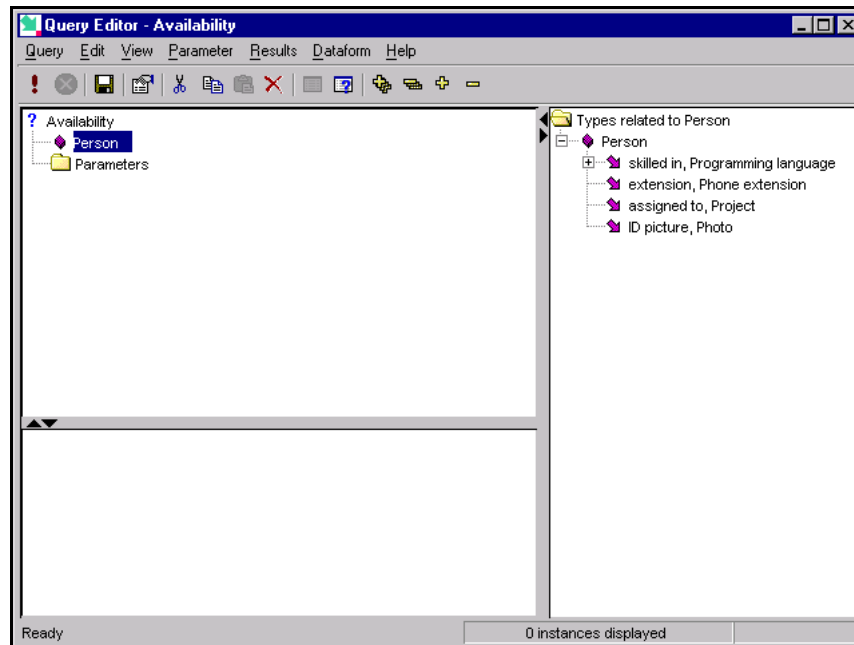 Query Editor - Availability
Query Edit View Parameter Results Dataform Help
? Availability
Person
Parameters
Types related to Person
Person
skilled in, Programming language
extension, Phone extension
assigned to, Project
ID picture, Photo
Ready
0 instances displayed